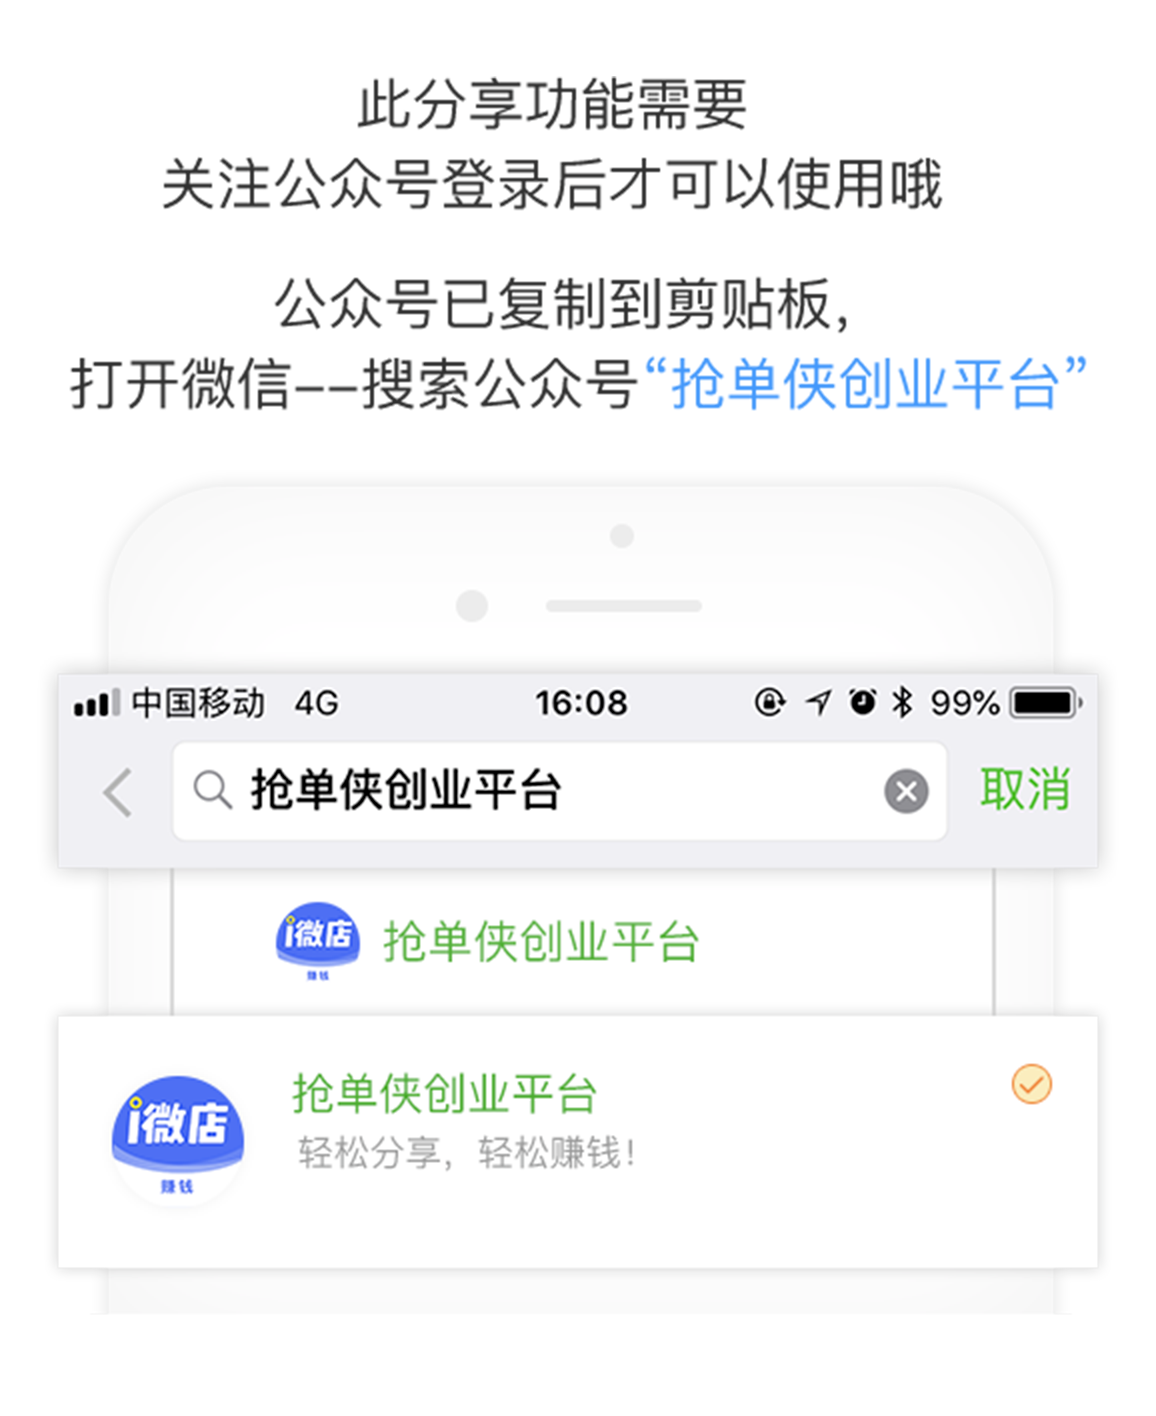 此分享功能需要
关注公众号登录后才可以使用哦
公众号已复制到剪贴板,
打开微信——搜索公众号“抢单侠创业平台”
中国移动 4G 16:08 99%
抢单侠创业平台 取消
i微店 抢单侠创业平台
赚钱
抢单侠创业平台
i微店
轻松分享，轻松赚钱！
赚钱